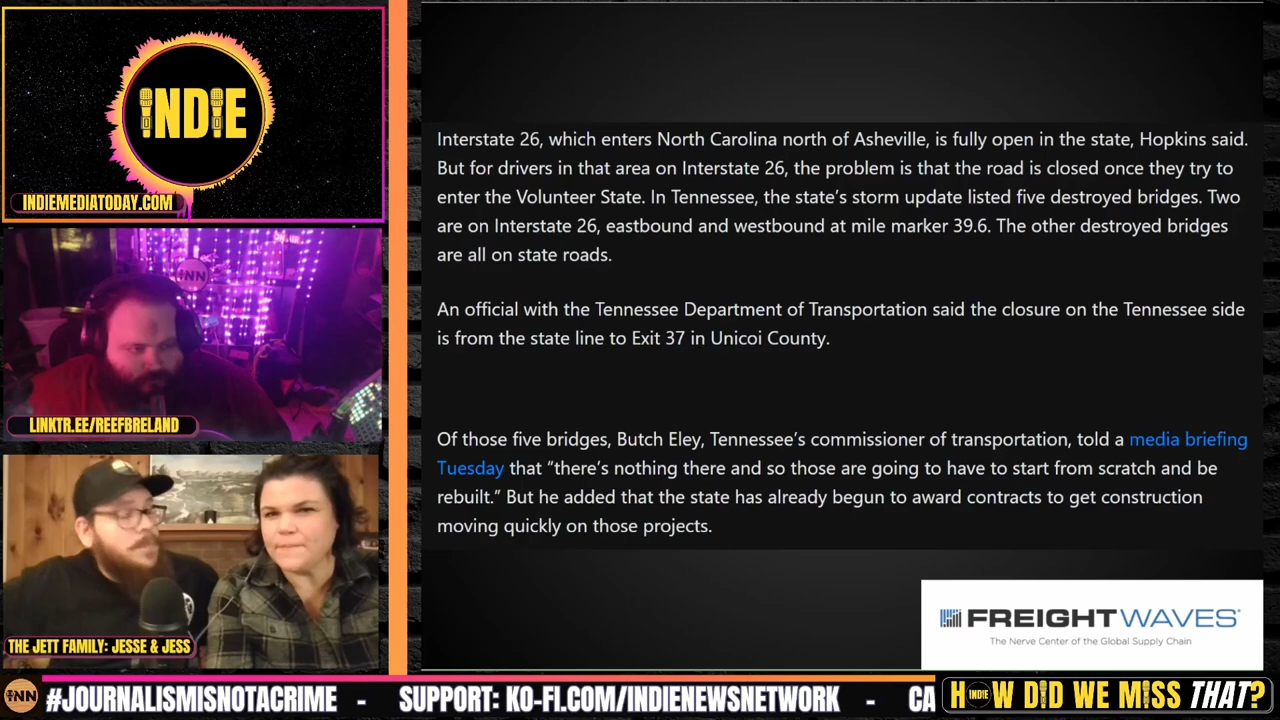 INDIE
INDIEMEDIATODAY.COM
INN
LINKTR.EE/REEFBRELAND
THE JETT FAMILY: JESSE & JESS
Interstate 26, which enters North Carolina north of Asheville, is fully open in the state, Hopkins said.
But for drivers in that area on Interstate 26, the problem is that the road is closed once they try to
enter the Volunteer State. In Tennessee, the state's storm update listed five destroyed bridges. Two
are on Interstate 26, eastbound and westbound at mile marker 39.6. The other destroyed bridges
are all on state roads.
An official with the Tennessee Department of Transportation said the closure on the Tennessee side
is from the state line to Exit 37 in Unicoi County.
Of those five bridges, Butch Eley, Tennessee's commissioner of transportation, told a media briefing
Tuesday that “there's nothing there and so those are going to have to start from scratch and be
rebuilt.” But he added that the state has already begun to award contracts to get construction
moving quickly on those projects.
FREIGHTWAVES
The Nerve Center of the Global Supply Chain
INN #JOURNALISMISNOTACRIME - SUPPORT: KO-FI.COM/INDIENEWSNETWORK - CA
HOW DID WE MISS THAT?
INDIE